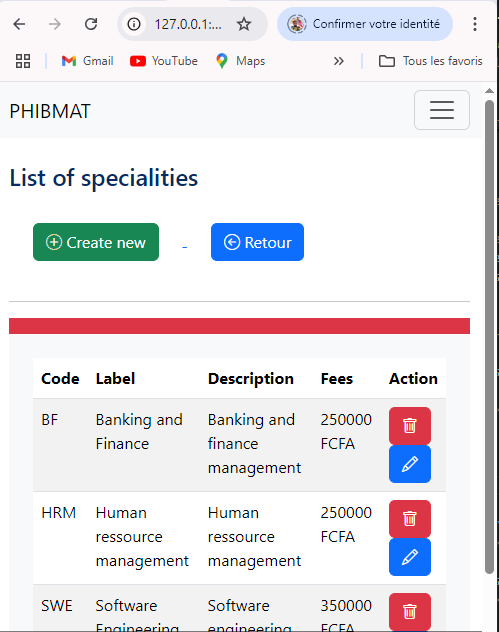 127.0.0.1:...
Confirmer votre identité
Gmail
YouTube
Maps
Tous les favoris
PHIBMAT
List of specialities
Create new - Retour
Code Label Description Fees Action
BF Banking and Banking and 250000
Finance finance FCFA
management
HRM Human Human 250000
ressource ressource FCFA
management management
SWE Software Software 350000
Engineering engineering FCFA